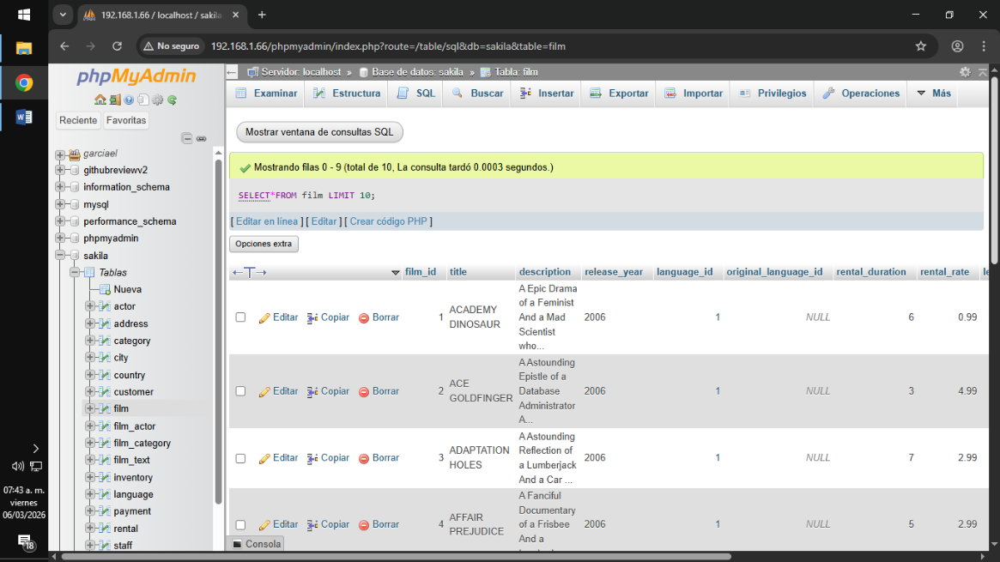 192.168.1.66 / localhost / sakila
No seguro
192.168.1.66/phpmyadmin/index.php?route=/table/sql&db=sakila&table=film
phpMyAdmin
Reciente
Favoritas
garciael
githubreviewv2
information_schema
mysql
performance_schema
phpmyadmin
sakila
Tablas
Nueva
actor
address
category
city
country
customer
film
film_actor
film_category
film_text
inventory
language
payment
rental
staff
Servidor: localhost » Base de datos: sakila » Tabla: film
Examinar Estructura SQL Buscar Insertar Exportar Importar Privilegios Operaciones Más
Mostrar ventana de consultas SQL
Mostrando filas 0 - 9 (total de 10, La consulta tardó 0.0003 segundos.)
SELECT*FROM film LIMIT 10;
[ Editar en línea ] [ Editar ] [ Crear código PHP ]
Opciones extra
film_id title description release_year language_id original_language_id rental_duration rental_rate
Editar Copiar Borrar
1
ACADEMY
DINOSAUR
A Epic Drama
of a Feminist
And a Mad
Scientist
who...
2006 1 NULL 6 0.99
Editar Copiar Borrar
2
ACE
GOLDFINGER
A Astounding
Epistle of a
Database
Administrator
A...
2006 1 NULL 3 4.99
Editar Copiar Borrar
3
ADAPTATION
HOLES
A Astounding
Reflection of
a Lumberjack
And a Car ...
2006 1 NULL 7 2.99
Editar Copiar Borrar
4
AFFAIR
PREJUDICE
A Fanciful
Documentary
of a Frisbee
And a
2006 1 NULL 5 2.99
Consola
07:43 a. m.
viernes
06/03/2026
18